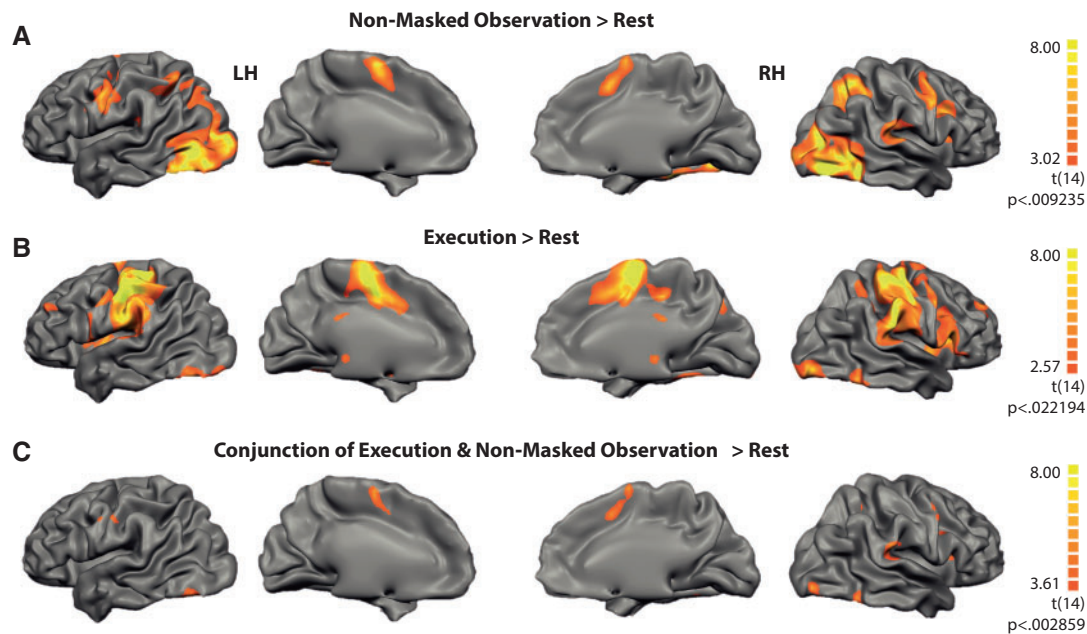 Non-Masked Observation > Rest
A
LH
RH
8.00
3.02
t(14)
p<.009235
Execution > Rest
B
8.00
2.57
t(14)
p<.022194
Conjunction of Execution & Non-Masked Observation > Rest
C
8.00
3.61
t(14)
p<.002859